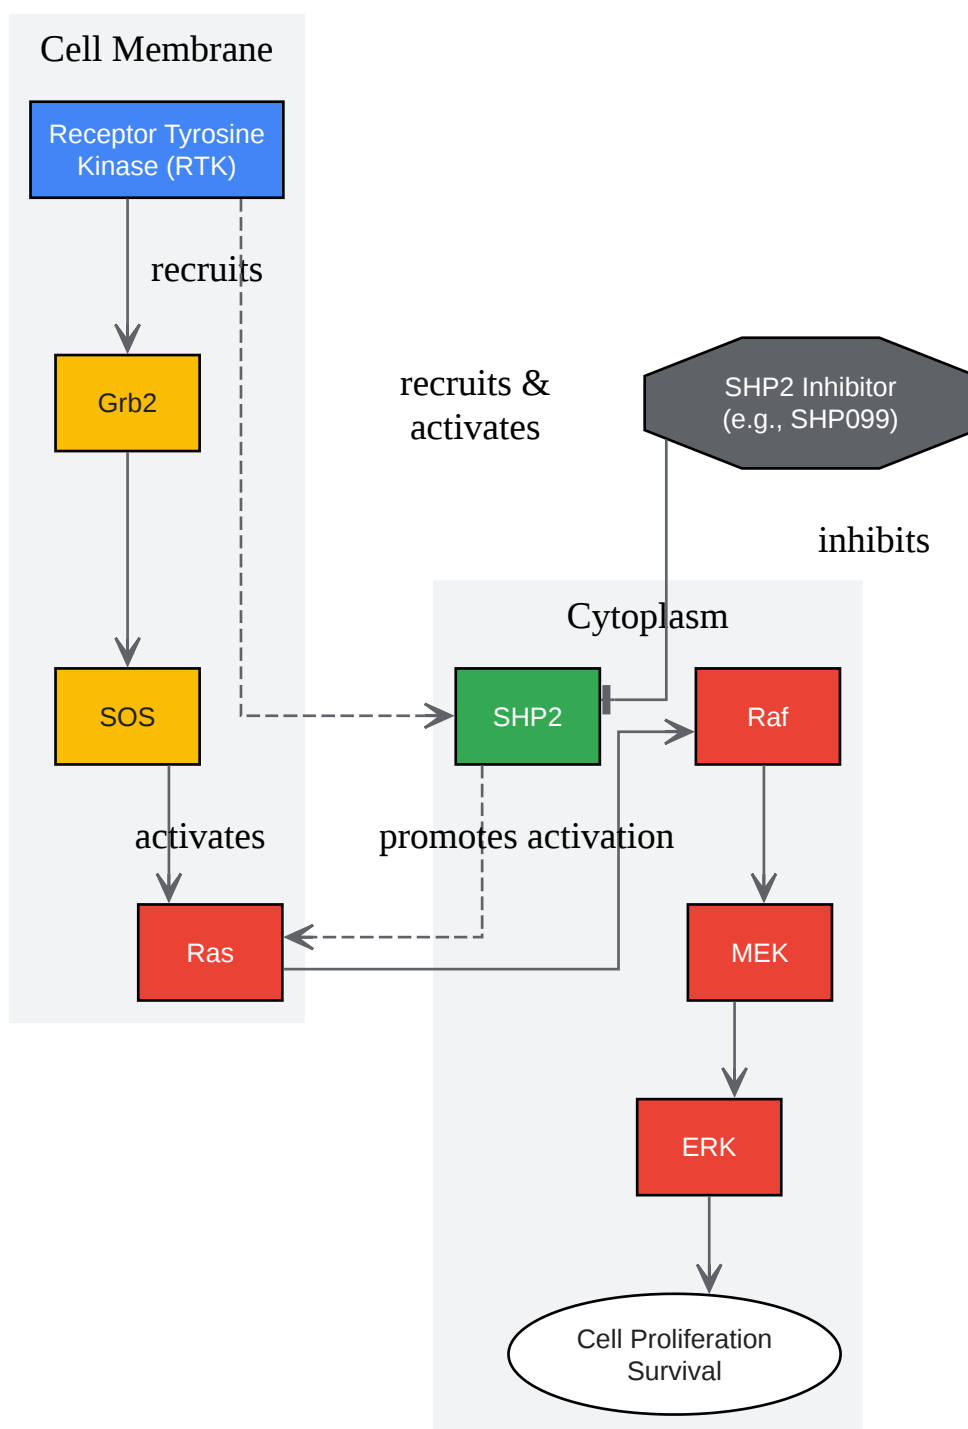 Cell Membrane
Receptor Tyrosine
Kinase (RTK)
recruits
Grb2
recruits &
activates
SHP2 Inhibitor
(e.g., SHP099)
inhibits
Cytoplasm
SOS
SHP2
Raf
activates
promotes activation
Ras
MEK
ERK
Cell Proliferation
Survival